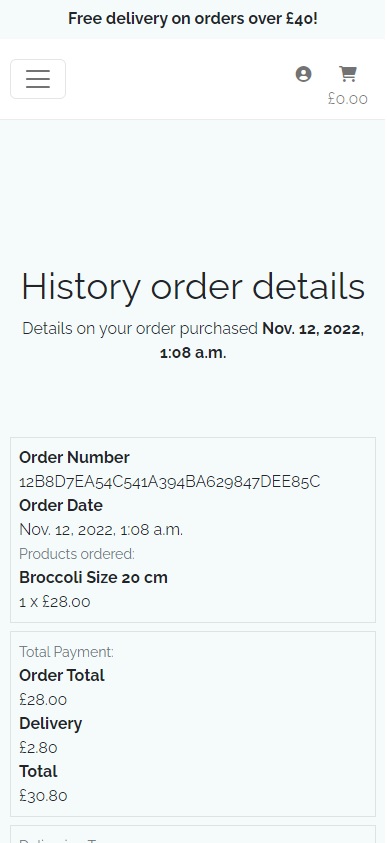 Free delivery on orders over £40!
£0.00
History order details
Details on your order purchased Nov. 12, 2022,
1:08 a.m.
Order Number
12B8D7EA54C541A394BA629847DEE85C
Order Date
Nov. 12, 2022, 1:08 a.m.
Products ordered:
Broccoli Size 20 cm
1 x £28.00
Total Payment:
Order Total
£28.00
Delivery
£2.80
Total
£30.80